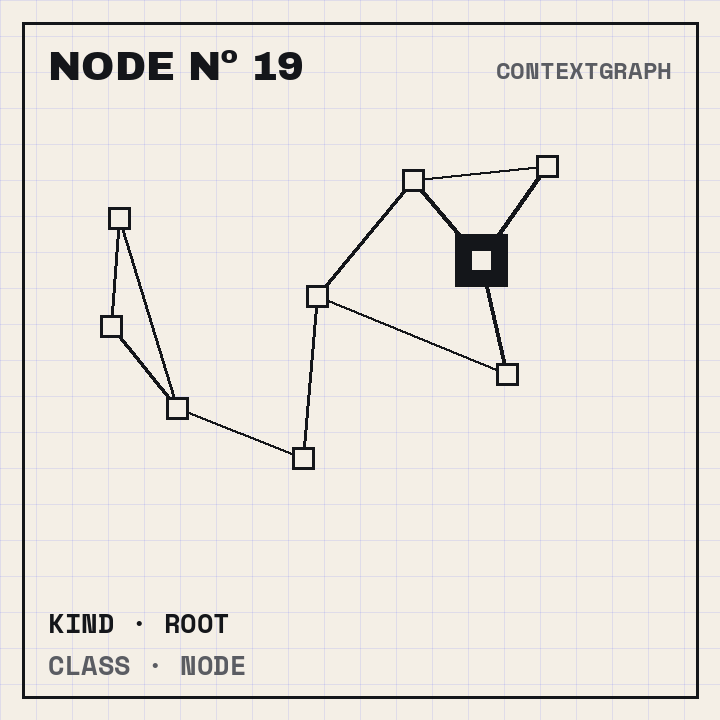 NODE Nº 19
CONTEXTGRAPH
KIND · ROOT
CLASS · NODE